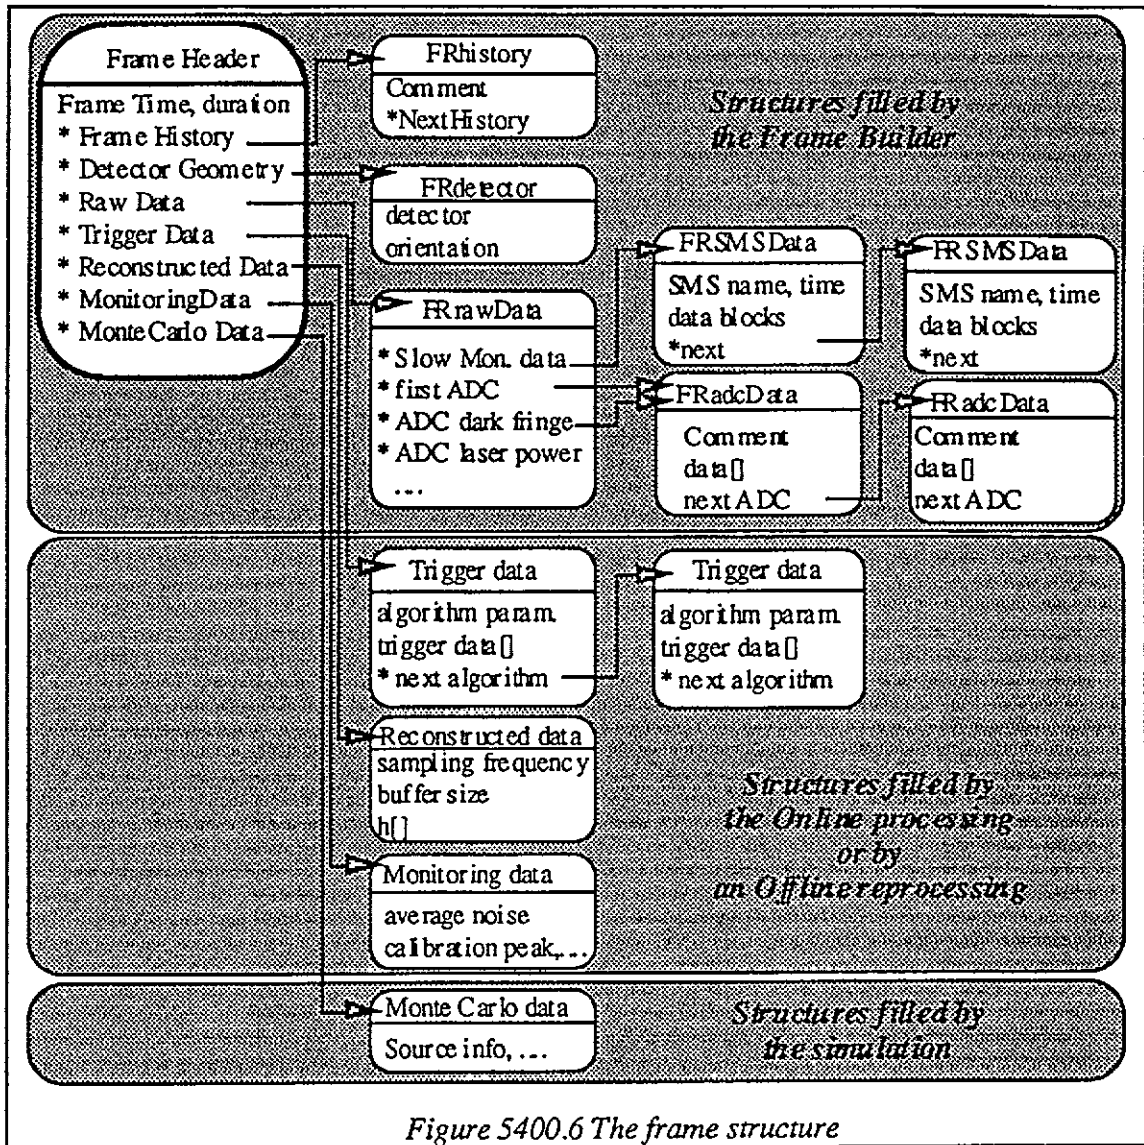 Frame Header
Frame Time, duration
* Frame History
* Detector Geometry
* Raw Data
* Trigger Data
* Reconstructed Data
* MonitoringData
* MonteCarlo Data
FRhistory
Comment
*NextHistory
Structures filled by
the Frame Builder
FRdetector
detector
orientation
FRrawData
* Slow Mon. data
* first ADC
* ADC dark fringe
* ADC laser power
....
FRSMSData
SMS name, time
data blocks
*next
FRSMSData
SMS name, time
data blocks
*next
FRadcData
Comment
data[]
next ADC
FRadcData
Comment
data[]
next ADC
Trigger data
algorithm param.
trigger data[]
* next algorithm
Trigger data
algorithm param.
trigger data[]
* next algorithm
Reconstructed data
sampling frequency
buffer size
h[]
Structures filled by
the Online processing
or by
an Offline reprocessing
Monitoring data
average noise
calibration peak,....
Monte Carlo data
Source info, ....
Structures filled by
the simulation
Figure 5400.6 The frame structure